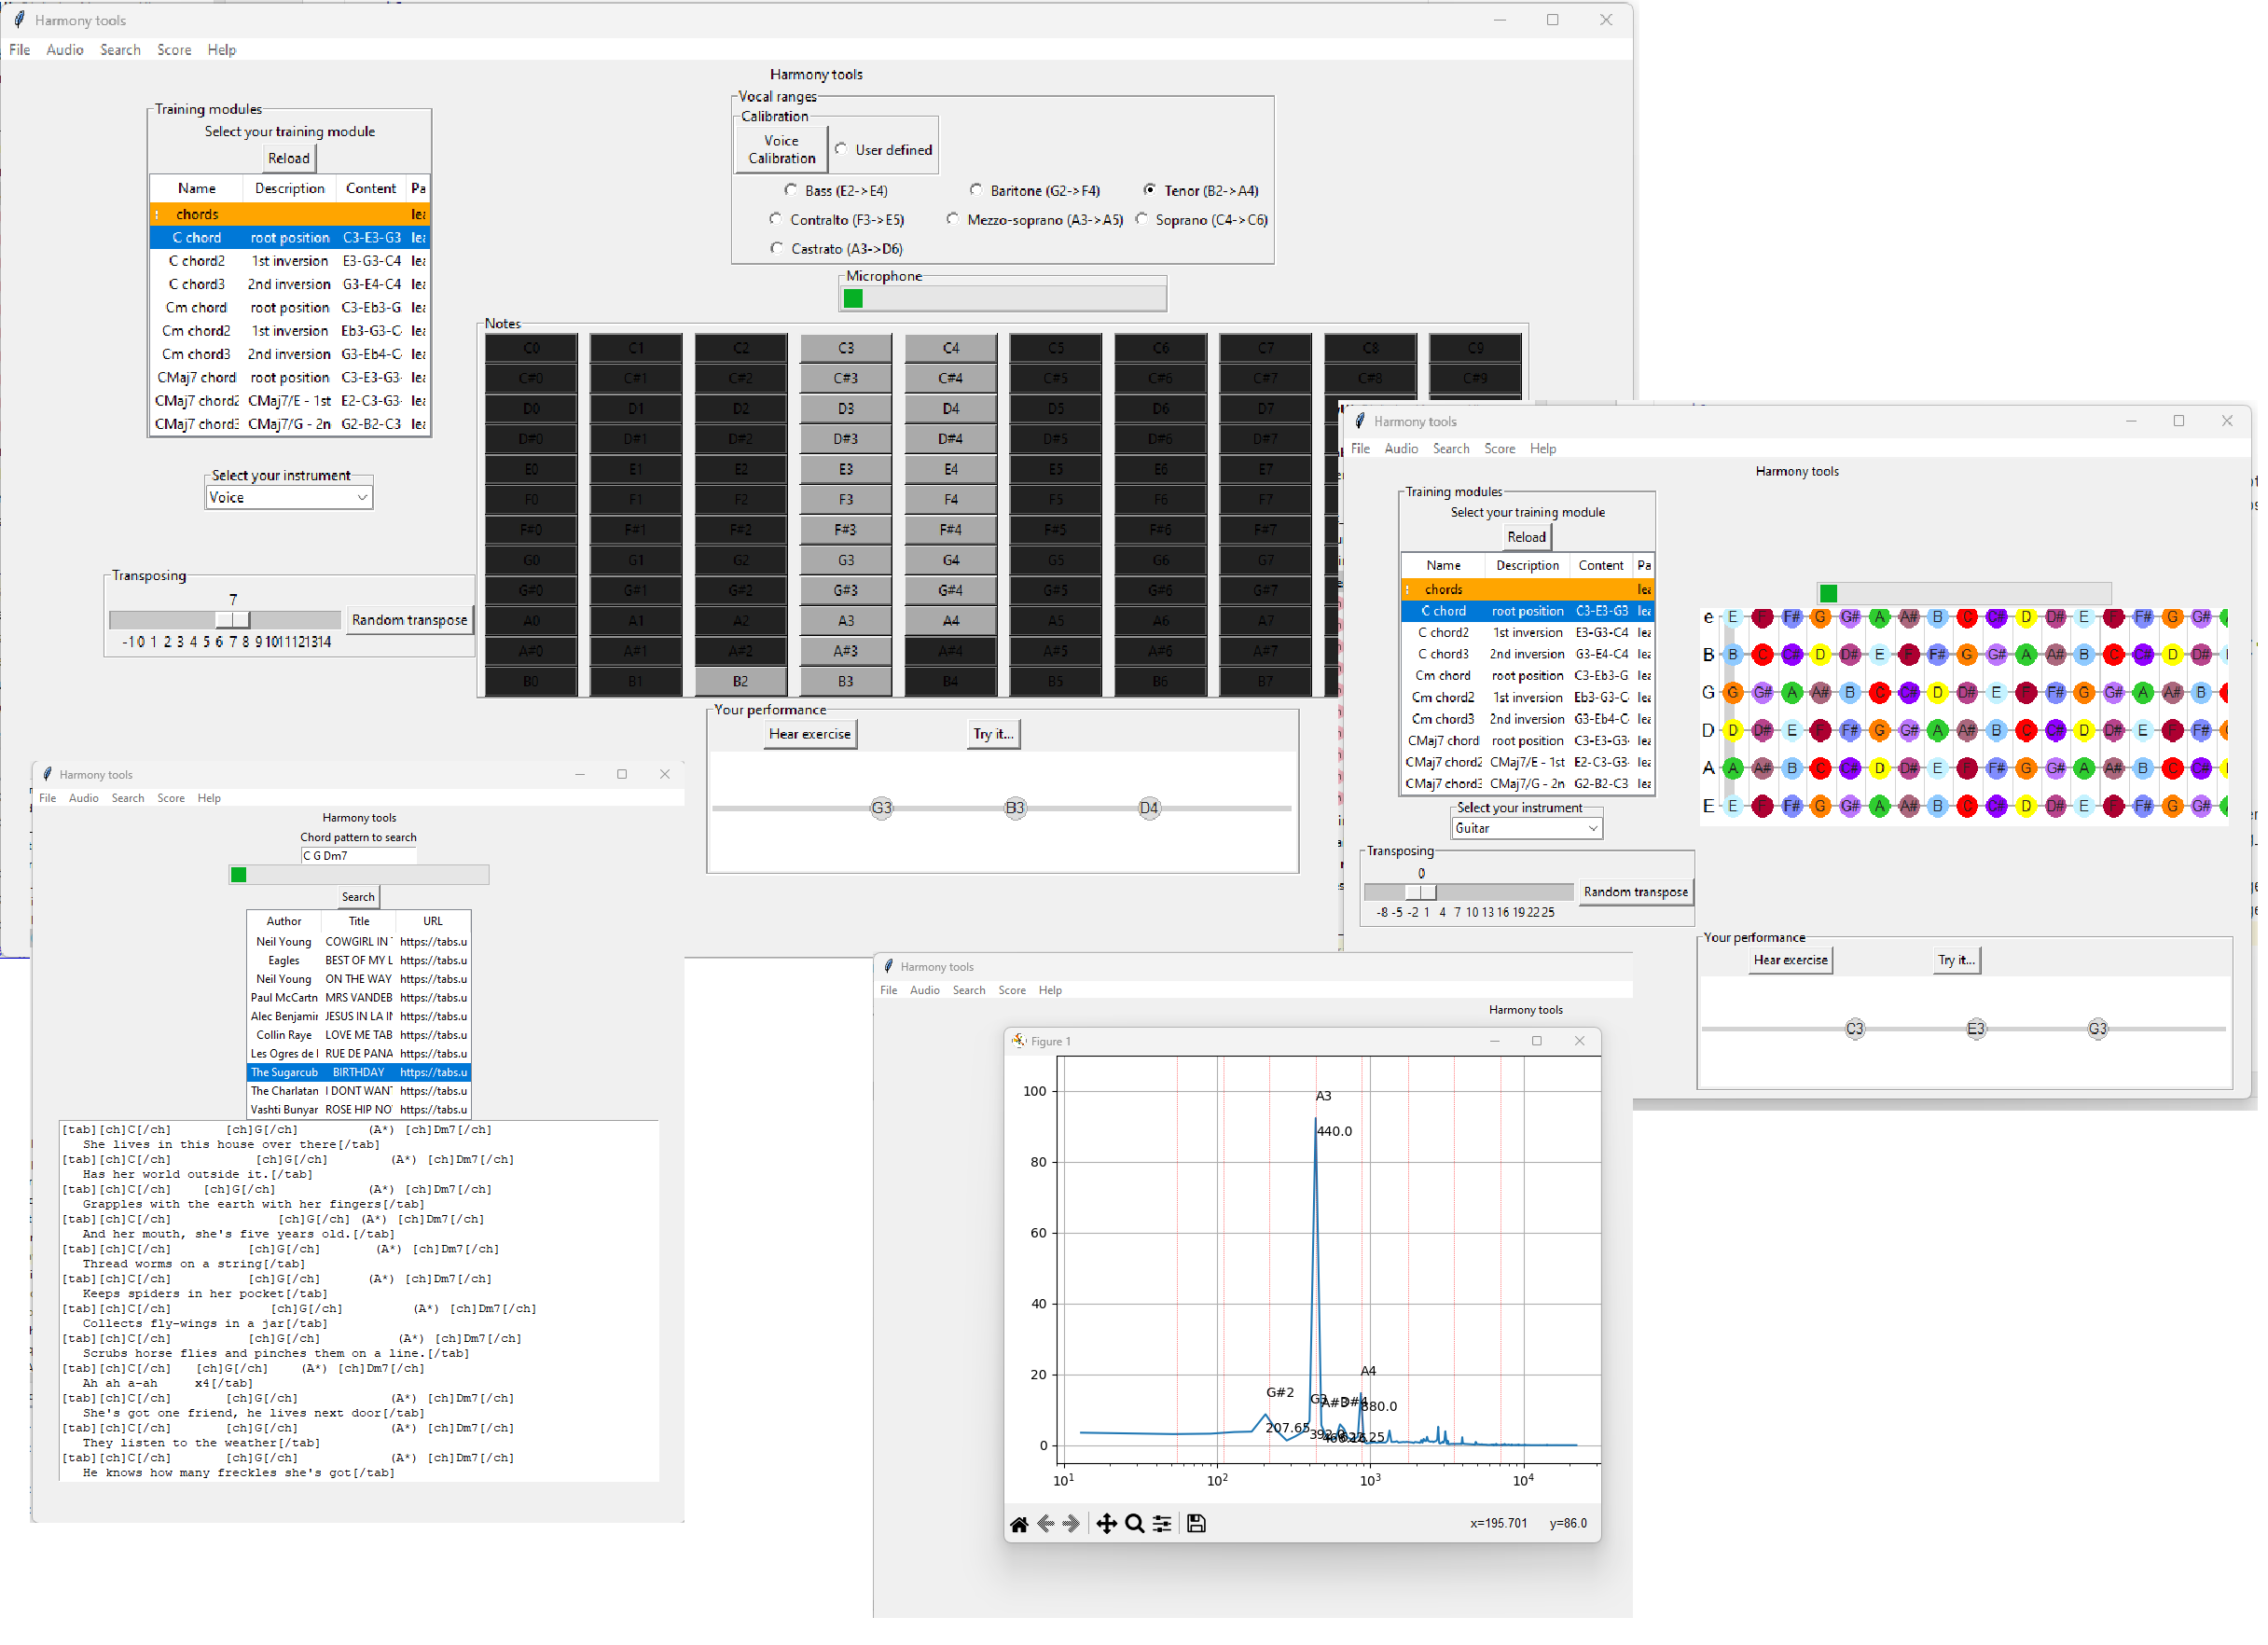 Harmony tools
File Audio Search Score Help
Harmony tools
Training modules
Select your training module
Reload
Name Description Content Pa
chords
C chord root position C3-E3-G3
C chord2 1st inversion E3-G3-C4
C chord3 2nd inversion G3-E4-C4
Cm chord root position C3-Eb3-G
Cm chord2 1st inversion Eb3-G3-C
Cm chord3 2nd inversion G3-Eb4-C
CMaj7 chord root position C3-E3-G3-
CMaj7 chord2 CMaj7/E - 1st E2-C3-G3-
CMaj7 chord3 CMaj7/G - 2n G2-B2-C3
Select your instrument
Voice
Transposing
7
-1 0 1 2 3 4 5 6 7 8 9 10 11 12 13 14
Random transpose
Vocal ranges
Calibration
Voice Calibration
User defined
Bass (E2->E4) Baritone (G2->F4) Tenor (B2->A4)
Contralto (F3->E5) Mezzo-soprano (A3->A5) Soprano (C4->C6)
Castrato (A3->D6)
Microphone
Notes
C0 C1 C2 C3 C4 C5 C6 C7 C8 C9
C#0 C#1 C#2 C#3 C#4 C#5 C#6 C#7 C#8 C#9
D0 D1 D2 D3 D4 D5 D6 D7
D#0 D#1 D#2 D#3 D#4 D#5 D#6 D#7
E0 E1 E2 E3 E4 E5 E6 E7
F0 F1 F2 F3 F4 F5 F6 F7
F#0 F#1 F#2 F#3 F#4 F#5 F#6 F#7
G0 G1 G2 G3 G4 G5 G6 G7
G#0 G#1 G#2 G#3 G#4 G#5 G#6 G#7
A0 A1 A2 A3 A4 A5 A6 A7
A#0 A#1 A#2 A#3 A#4 A#5 A#6 A#7
B0 B1 B2 B3 B4 B5 B6 B7
Your performance
Hear exercise Try it...
G3 B3 D4
Harmony tools
File Audio Search Score Help
Harmony tools
Training modules
Select your training module
Reload
Name Description Content Pa
chords
C chord root position C3-E3-G3
C chord2 1st inversion E3-G3-C4
C chord3 2nd inversion G3-E4-C4
Cm chord root position C3-Eb3-G
Cm chord2 1st inversion Eb3-G3-C
Cm chord3 2nd inversion G3-Eb4-C
CMaj7 chord root position C3-E3-G3-
CMaj7 chord2 CMaj7/E - 1st E2-C3-G3-
CMaj7 chord3 CMaj7/G - 2n G2-B2-C3
Select your instrument
Guitar
Transposing
0
-8 -5 -2 1 4 7 10 13 16 19 22 25
Random transpose
e E F F# G G# A A# B C C# D D# E F F# G G#
B B C C# D D# E F F# G G# A A# B C C# D D#
G G G# A A# B C C# D D# E F F# G G# A A# B
D D D# E F F# G G# A A# B C C# D D# E F F#
A A A# B C C# D D# E F F# G G# A A# B C C#
E E F F# G G# A A# B C C# D D# E F F# G G#
Your performance
Hear exercise Try it...
C3 E3 G3
Harmony tools
File Audio Search Score Help
Harmony tools
Chord pattern to search
C G Dm7
Search
Author Title URL
Neil Young COWGIRL IN https://tabs.u
Eagles BEST OF MY L https://tabs.u
Neil Young ON THE WAY https://tabs.u
Paul McCartn MRS VANDEB https://tabs.u
Alec Benjamin JESUS IN LA https://tabs.u
Collin Raye LOVE ME TAB https://tabs.u
Les Ogres de RUE DE PANA https://tabs.u
The Sugarcub BIRTHDAY https://tabs.u
The Charlatan I DONT WANT https://tabs.u
Vashti Bunyar ROSE HIP NO https://tabs.u
[tab][ch]C[/ch] [ch]G[/ch] (A*) [ch]Dm7[/ch]
She lives in this house over there[/tab]
[tab][ch]C[/ch] [ch]G[/ch] (A*) [ch]Dm7[/ch]
Has her world outside it.[/tab]
[tab][ch]C[/ch] [ch]G[/ch] (A*) [ch]Dm7[/ch]
Grapples with the earth with her fingers[/tab]
[tab][ch]C[/ch] [ch]G[/ch] (A*) [ch]Dm7[/ch]
And her mouth, she's five years old.[/tab]
[tab][ch]C[/ch] [ch]G[/ch] (A*) [ch]Dm7[/ch]
Thread worms on a string[/tab]
[tab][ch]C[/ch] [ch]G[/ch] (A*) [ch]Dm7[/ch]
Keeps spiders in her pocket[/tab]
[tab][ch]C[/ch] [ch]G[/ch] (A*) [ch]Dm7[/ch]
Collects fly-wings in a jar[/tab]
[tab][ch]C[/ch] [ch]G[/ch] (A*) [ch]Dm7[/ch]
Scrubs horse flies and pinches them on a line.[/tab]
[tab][ch]C[/ch] [ch]G[/ch] (A*) [ch]Dm7[/ch]
Ah ah a-ah x4[/tab]
[tab][ch]C[/ch] [ch]G[/ch] (A*) [ch]Dm7[/ch]
She's got one friend, he lives next door[/tab]
[tab][ch]C[/ch] [ch]G[/ch] (A*) [ch]Dm7[/ch]
They listen to the weather[/tab]
[tab][ch]C[/ch] [ch]G[/ch] (A*) [ch]Dm7[/ch]
He knows how many freckles she's got[/tab]
Harmony tools
File Audio Search Score Help
Harmony tools
Figure 1
100
80
60
40
20
0
A3
440.0
A4
880.0
G#2
207.65
G3
A#3
D#4
392.0
10¹ 10² 10³ 10⁴
x=195.701 y=86.0